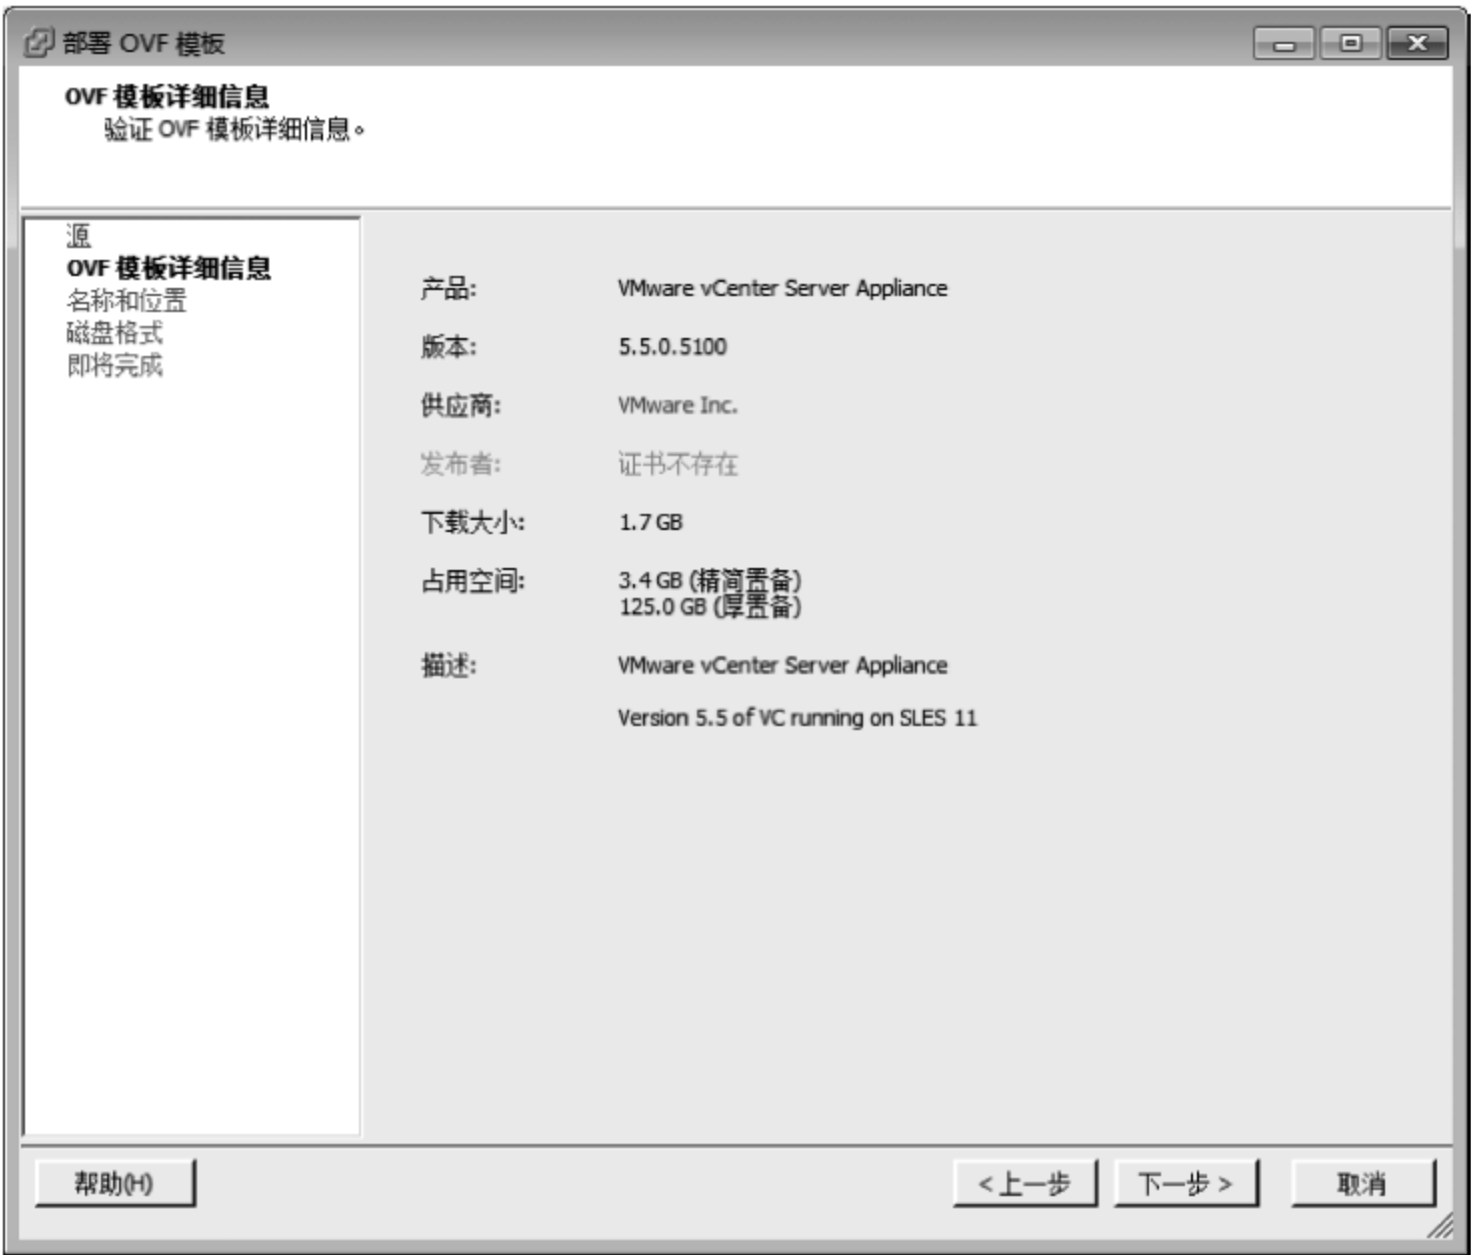 部署 OVF 模板
OVF 模板详细信息
验证 OVF 模板详细信息。
源
OVF 模板详细信息
名称和位置
磁盘格式
即将完成
产品: VMware vCenter Server Appliance
版本: 5.5.0.5100
供应商: VMware Inc.
发布者: 证书不存在
下载大小: 1.7 GB
占用空间: 3.4 GB (精简置备)
125.0 GB (厚置备)
描述: VMware vCenter Server Appliance
Version 5.5 of VC running on SLES 11
帮助(H) <上一步 下一步> 取消